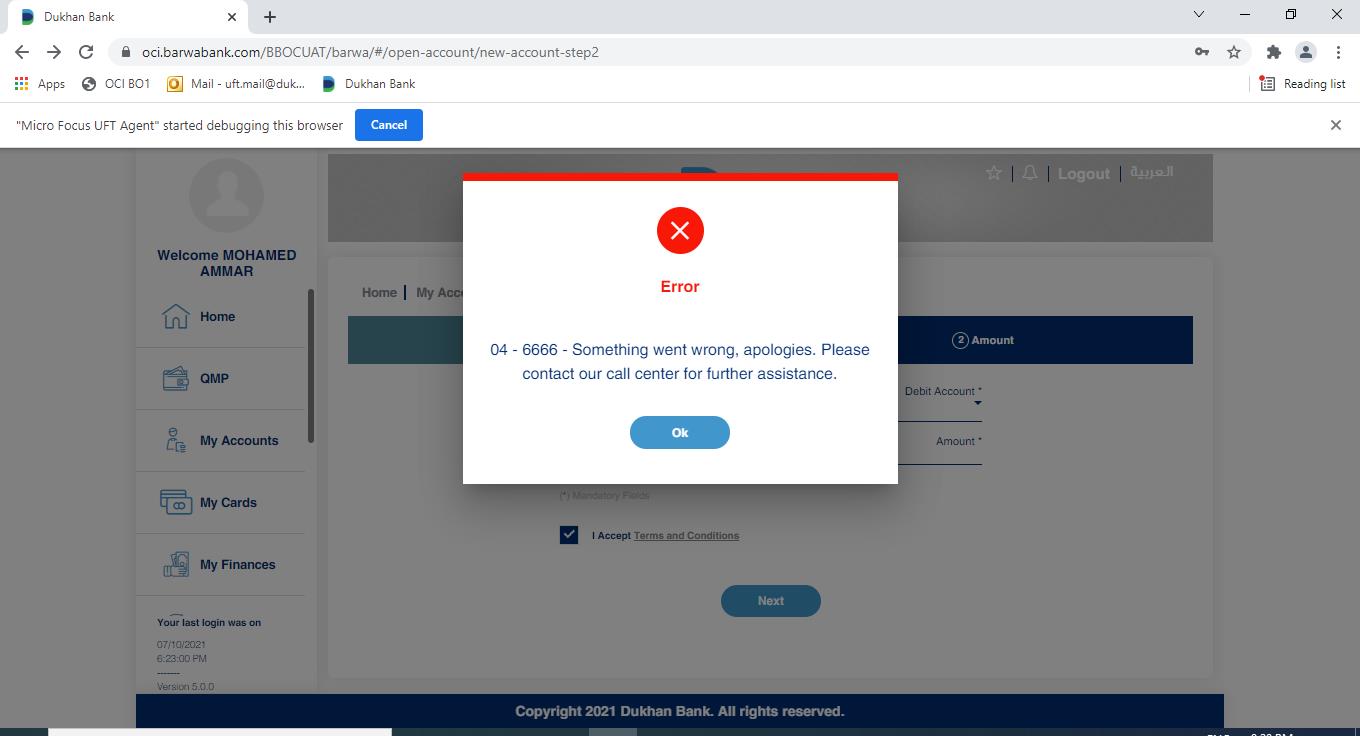 Dukhan Bank
oci.barwabank.com/BBOCUAT/barwa/#/open-account/new-account-step2
Apps
OCI BO1
Mail - uft.mail@duk...
Dukhan Bank
Reading list
"Micro Focus UFT Agent" started debugging this browser
Cancel
Logout
العربية
Welcome MOHAMED
AMMAR
Home
QMP
My Accounts
My Cards
My Finances
Your last login was on
07/10/2021
6:23:00 PM
-------
Version 5.0.0
Home
My Acc
2 Amount
Debit Account *
Amount *
Error
04 - 6666 - Something went wrong, apologies. Please
contact our call center for further assistance.
Ok
(*) Mandatory Fields
I Accept Terms and Conditions
Next
Copyright 2021 Dukhan Bank. All rights reserved.